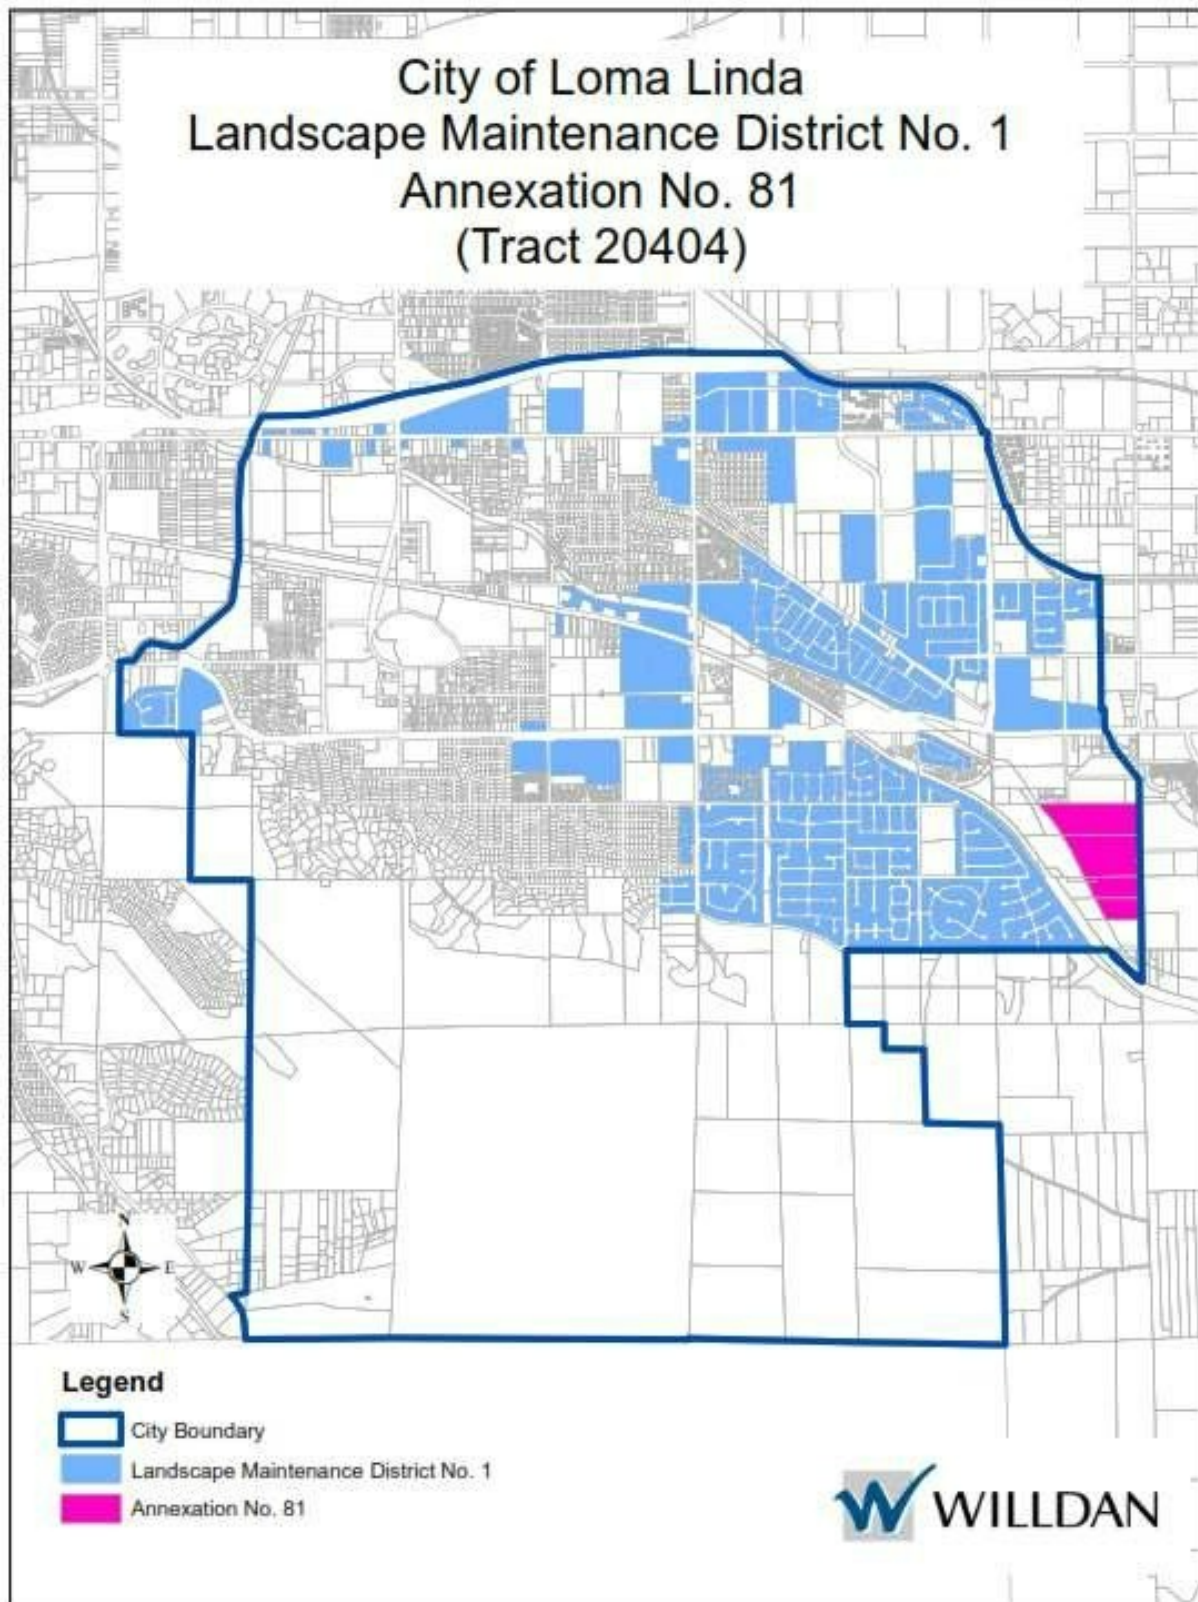 City of Loma Linda
Landscape Maintenance District No. 1
Annexation No. 81
(Tract 20404)
N
W E
S
Legend
City Boundary
Landscape Maintenance District No. 1
Annexation No. 81
W WILLDAN